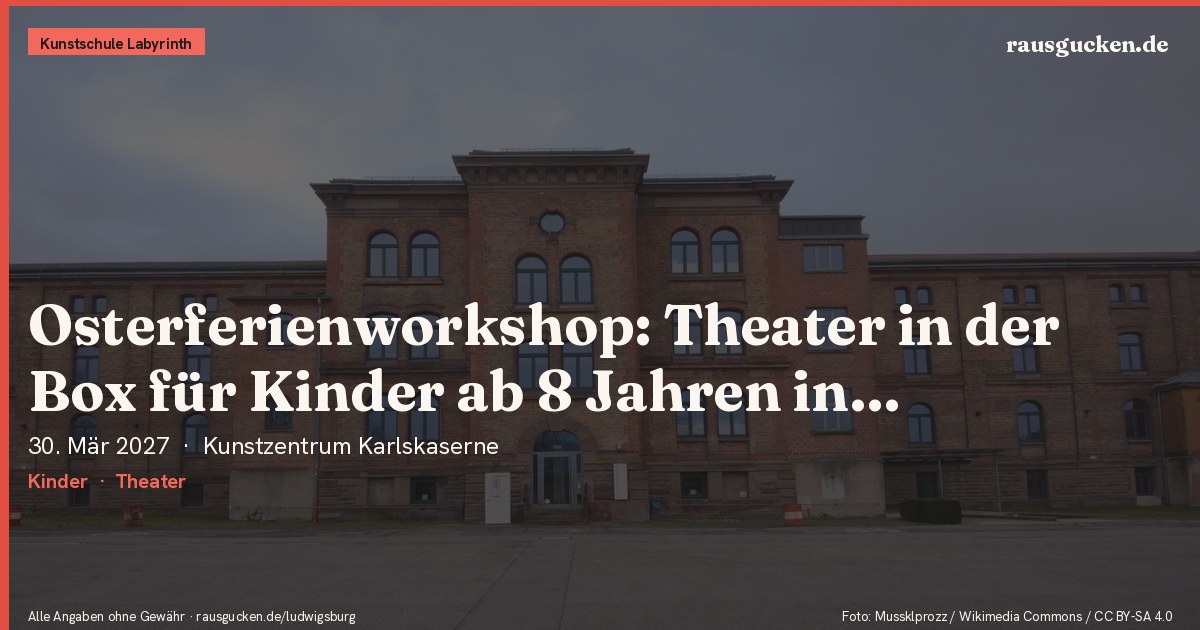 Kunstschule Labyrinth
rausgucken.de
Osterferienworkshop: Theater in der
Box für Kinder ab 8 Jahren in...
30. Mär 2027 · Kunstzentrum Karlskaserne
Kinder · Theater
Alle Angaben ohne Gewähr · rausgucken.de/ludwigsburg
Foto: Mussklprozz / Wikimedia Commons / CC BY-SA 4.0